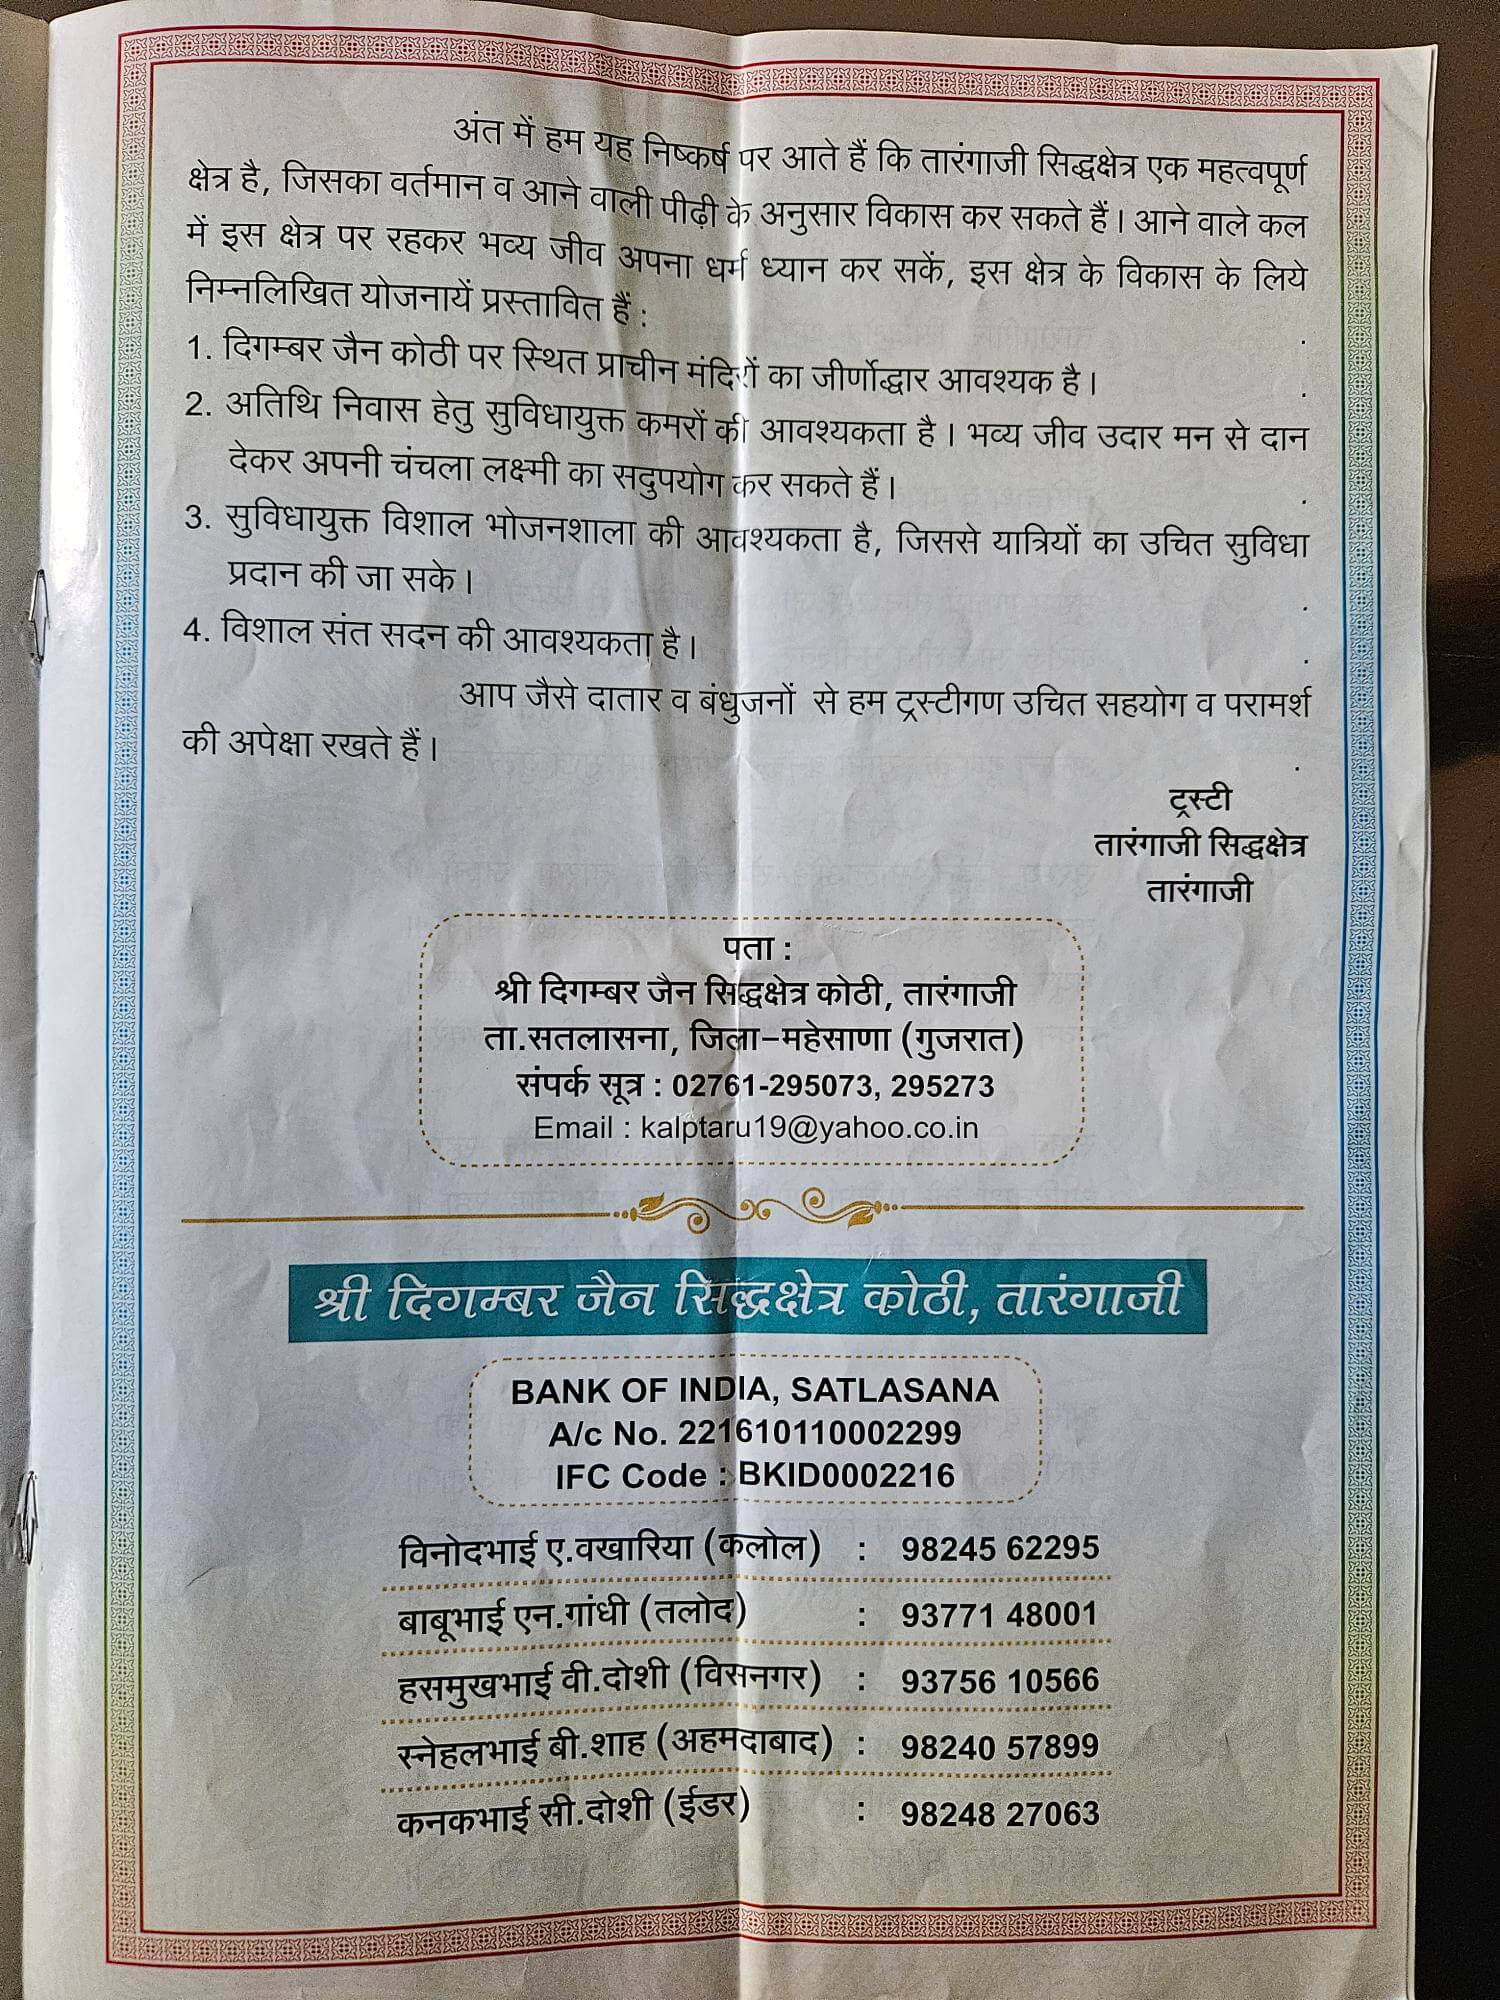 अंत में हम यह निष्कर्ष पर आते हैं कि तारंगाजी सिद्धक्षेत्र एक महत्वपूर्ण
क्षेत्र है, जिसका वर्तमान व आने वाली पीढ़ी के अनुसार विकास कर सकते हैं। आने वाले कल
में इस क्षेत्र पर रहकर भव्य जीव अपना धर्म ध्यान कर सकें, इस क्षेत्र के विकास के लिये
निम्नलिखित योजनायें प्रस्तावित हैं :
1. दिगम्बर जैन कोठी पर स्थित प्राचीन मंदिरों का जीर्णोद्धार आवश्यक है।
2. अतिथि निवास हेतु सुविधायुक्त कमरों की आवश्यकता है। भव्य जीव उदार मन से दान
देकर अपनी चंचला लक्ष्मी का सदुपयोग कर सकते हैं।
3. सुविधायुक्त विशाल भोजनशाला की आवश्यकता है, जिससे यात्रियों का उचित सुविधा
प्रदान की जा सके।
4. विशाल संत सदन की आवश्यकता है।
आप जैसे दातार व बंधुजनों से हम ट्रस्टीगण उचित सहयोग व परामर्श
की अपेक्षा रखते हैं।
ट्रस्टी
तारंगाजी सिद्धक्षेत्र
तारंगाजी
पता :
श्री दिगम्बर जैन सिद्धक्षेत्र कोठी, तारंगाजी
ता.सतलासना, जिला-महेसाणा (गुजरात)
संपर्क सूत्र : 02761-295073, 295273
Email : kalptaru19@yahoo.co.in
श्री दिगम्बर जैन सिद्धक्षेत्र कोठी, तारंगाजी
BANK OF INDIA, SATLASANA
A/c No. 221610110002299
IFC Code : BKID0002216
विनोदभाई ए.वखारिया (कलोल) : 98245 62295
बाबूभाई एन.गांधी (तलोद) : 93771 48001
हसमुखभाई वी.दोशी (विसनगर) : 93756 10566
स्नेहलभाई बी.शाह (अहमदाबाद) : 98240 57899
कनकभाई सी.दोशी (ईडर) : 98248 27063